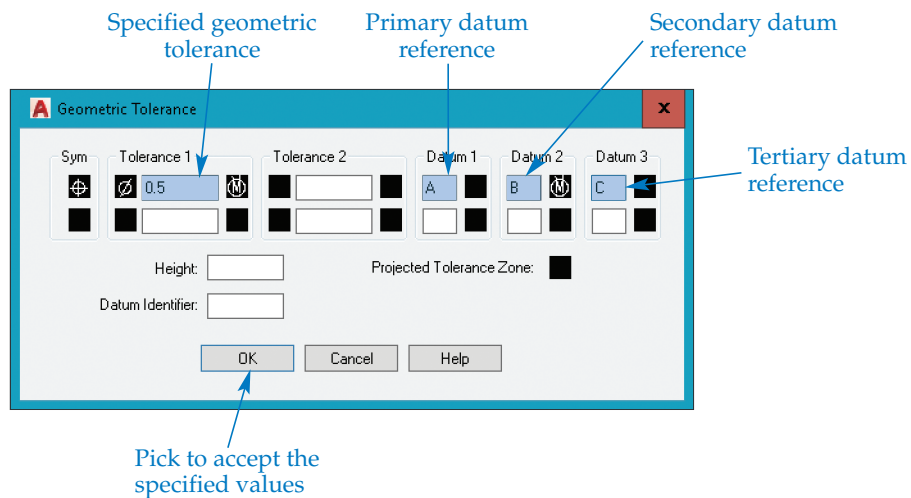 Specified geometric
tolerance
Primary datum
reference
Secondary datum
reference
A Geometric Tolerance x
Sym Tolerance 1 Tolerance 2 Datum 1 Datum 2 Datum 3
Ø 0.5 Ⓜ A B Ⓜ C
Tertiary datum
reference
Height: Projected Tolerance Zone:
Datum Identifier:
OK Cancel Help
Pick to accept the
specified values